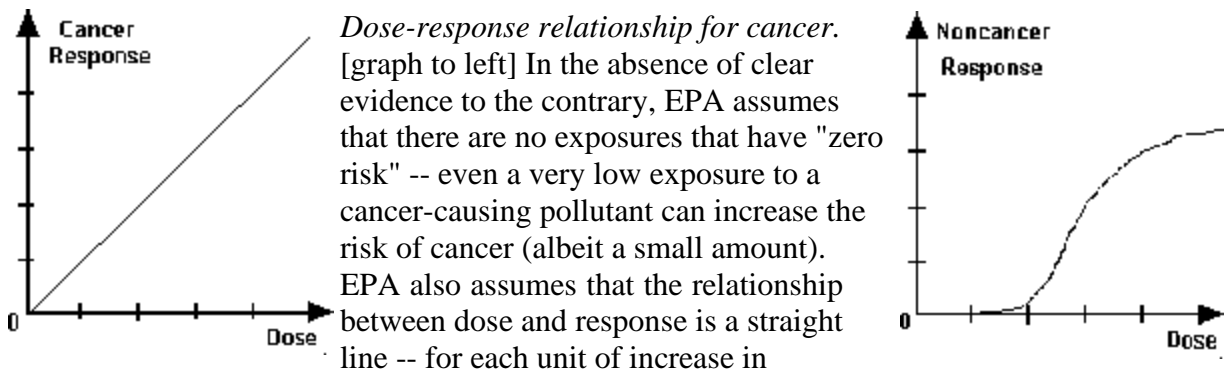 Cancer
Response
0
Dose
Dose-response relationship for cancer.
[graph to left] In the absence of clear
evidence to the contrary, EPA assumes
that there are no exposures that have "zero
risk" -- even a very low exposure to a
cancer-causing pollutant can increase the
risk of cancer (albeit a small amount).
EPA also assumes that the relationship
between dose and response is a straight
line -- for each unit of increase in
Noncancer
Response
0
Dose